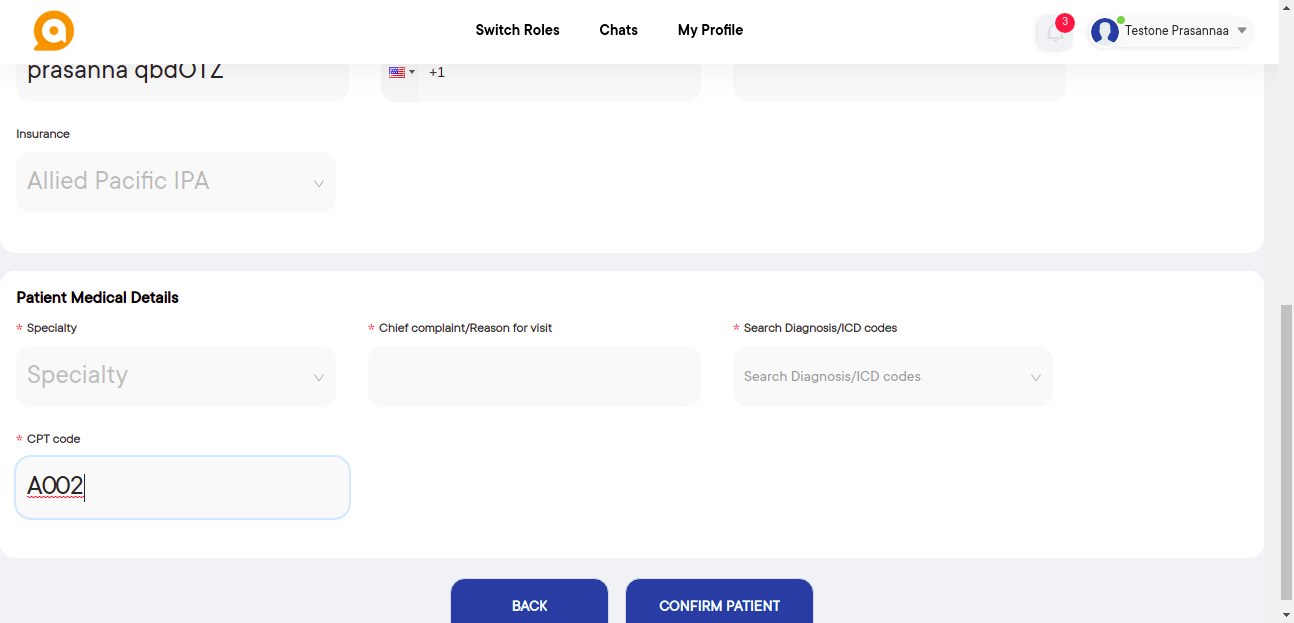 Switch Roles Chats My Profile 3 Testone Prasannaa
prasanna qbdOTZ +1
Insurance
Allied Pacific IPA
Patient Medical Details
* Specialty * Chief complaint/Reason for visit * Search Diagnosis/ICD codes
Specialty Search Diagnosis/ICD codes
* CPT code
A002
BACK CONFIRM PATIENT